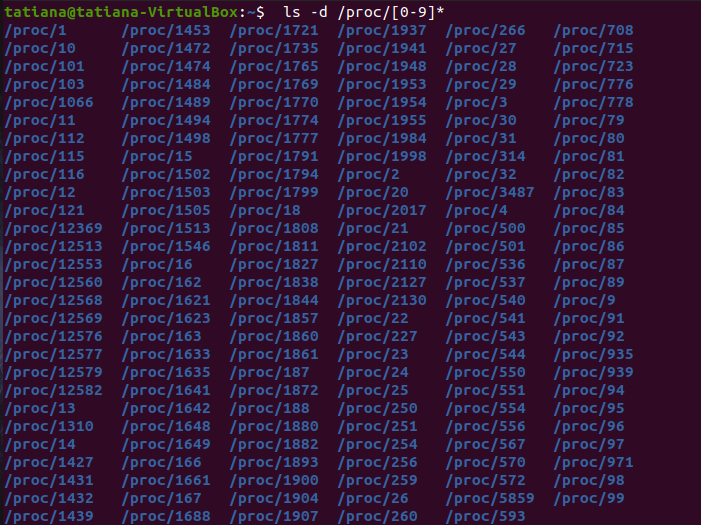 tatiana@tatiana-VirtualBox:~$  ls -d /proc/[0-9]*
/proc/1 /proc/1453 /proc/1721 /proc/1937 /proc/266 /proc/708
/proc/10 /proc/1472 /proc/1735 /proc/1941 /proc/27 /proc/715
/proc/101 /proc/1474 /proc/1765 /proc/1948 /proc/28 /proc/723
/proc/103 /proc/1484 /proc/1769 /proc/1953 /proc/29 /proc/776
/proc/1066 /proc/1489 /proc/1770 /proc/1954 /proc/3 /proc/778
/proc/11 /proc/1494 /proc/1774 /proc/1955 /proc/30 /proc/79
/proc/112 /proc/1498 /proc/1777 /proc/1984 /proc/31 /proc/80
/proc/115 /proc/15 /proc/1791 /proc/1998 /proc/314 /proc/81
/proc/116 /proc/1502 /proc/1794 /proc/2 /proc/32 /proc/82
/proc/12 /proc/1503 /proc/1799 /proc/20 /proc/3487 /proc/83
/proc/121 /proc/1505 /proc/18 /proc/2017 /proc/4 /proc/84
/proc/12369 /proc/1513 /proc/1808 /proc/21 /proc/500 /proc/85
/proc/12513 /proc/1546 /proc/1811 /proc/2102 /proc/501 /proc/86
/proc/12553 /proc/16 /proc/1827 /proc/2110 /proc/536 /proc/87
/proc/12560 /proc/162 /proc/1838 /proc/2127 /proc/537 /proc/89
/proc/12568 /proc/1621 /proc/1844 /proc/2130 /proc/540 /proc/9
/proc/12569 /proc/1623 /proc/1857 /proc/22 /proc/541 /proc/91
/proc/12576 /proc/163 /proc/1860 /proc/227 /proc/543 /proc/92
/proc/12577 /proc/1633 /proc/1861 /proc/23 /proc/544 /proc/935
/proc/12579 /proc/1635 /proc/187 /proc/24 /proc/550 /proc/939
/proc/12582 /proc/1641 /proc/1872 /proc/25 /proc/551 /proc/94
/proc/13 /proc/1642 /proc/188 /proc/250 /proc/554 /proc/95
/proc/1310 /proc/1648 /proc/1880 /proc/251 /proc/556 /proc/96
/proc/14 /proc/1649 /proc/1882 /proc/254 /proc/567 /proc/97
/proc/1427 /proc/166 /proc/1893 /proc/256 /proc/570 /proc/971
/proc/1431 /proc/1661 /proc/1900 /proc/259 /proc/572 /proc/98
/proc/1432 /proc/167 /proc/1904 /proc/26 /proc/5859 /proc/99
/proc/1439 /proc/1688 /proc/1907 /proc/260 /proc/593